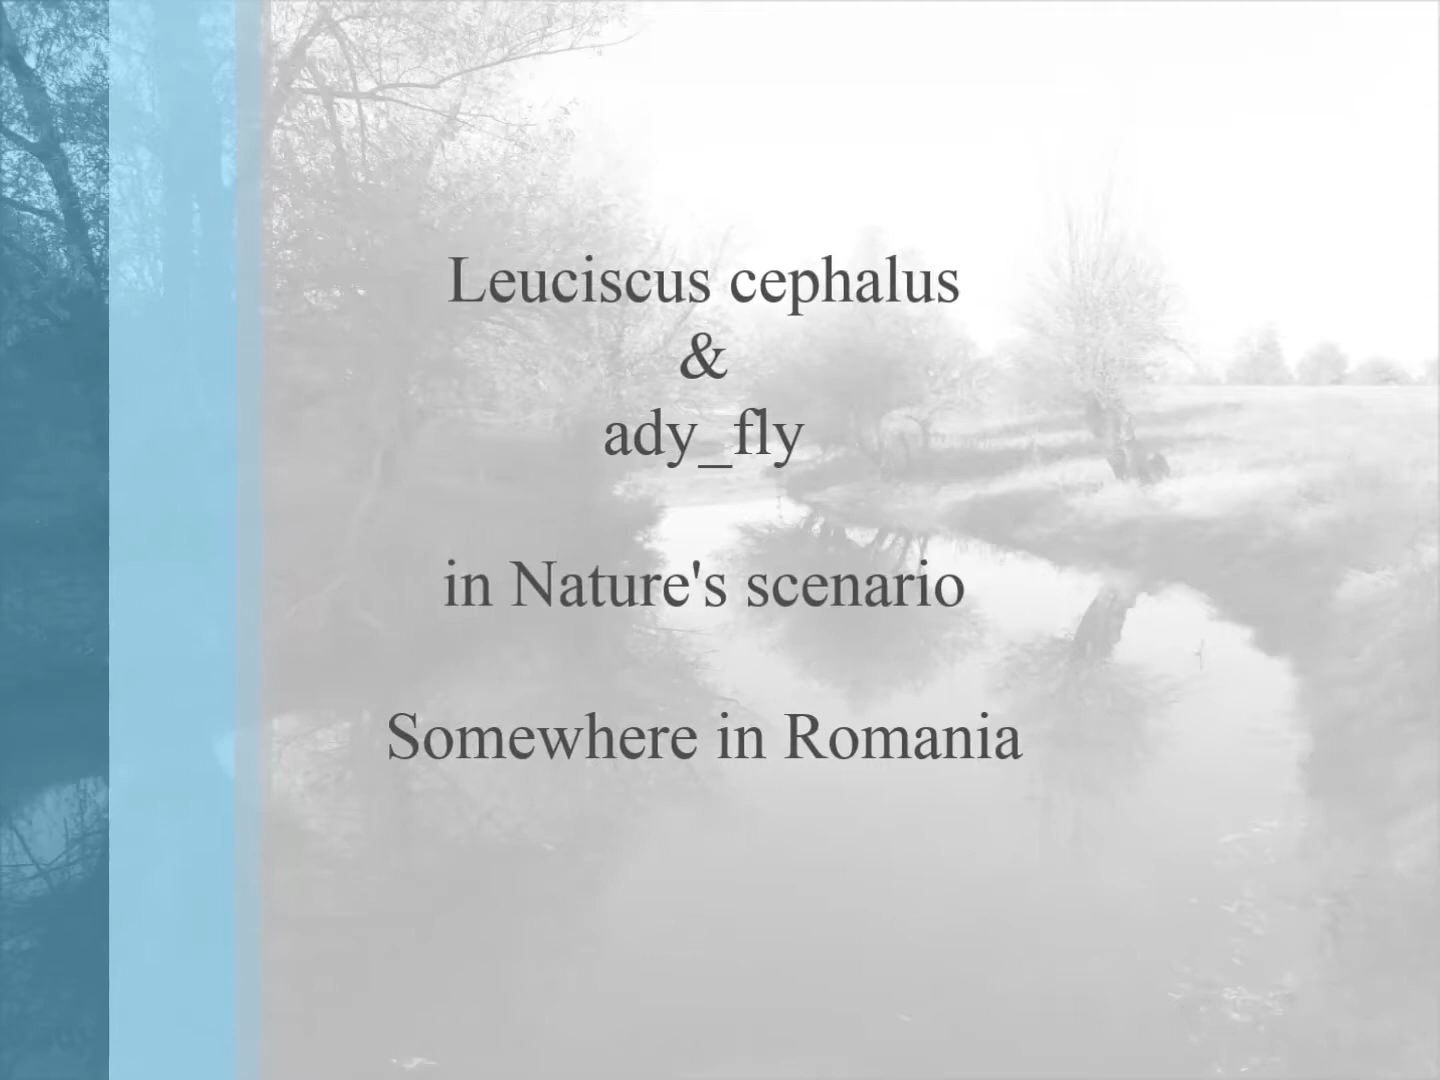 Leuciscus cephalus
&
ady_fly
in Nature's scenario
Somewhere in Romania